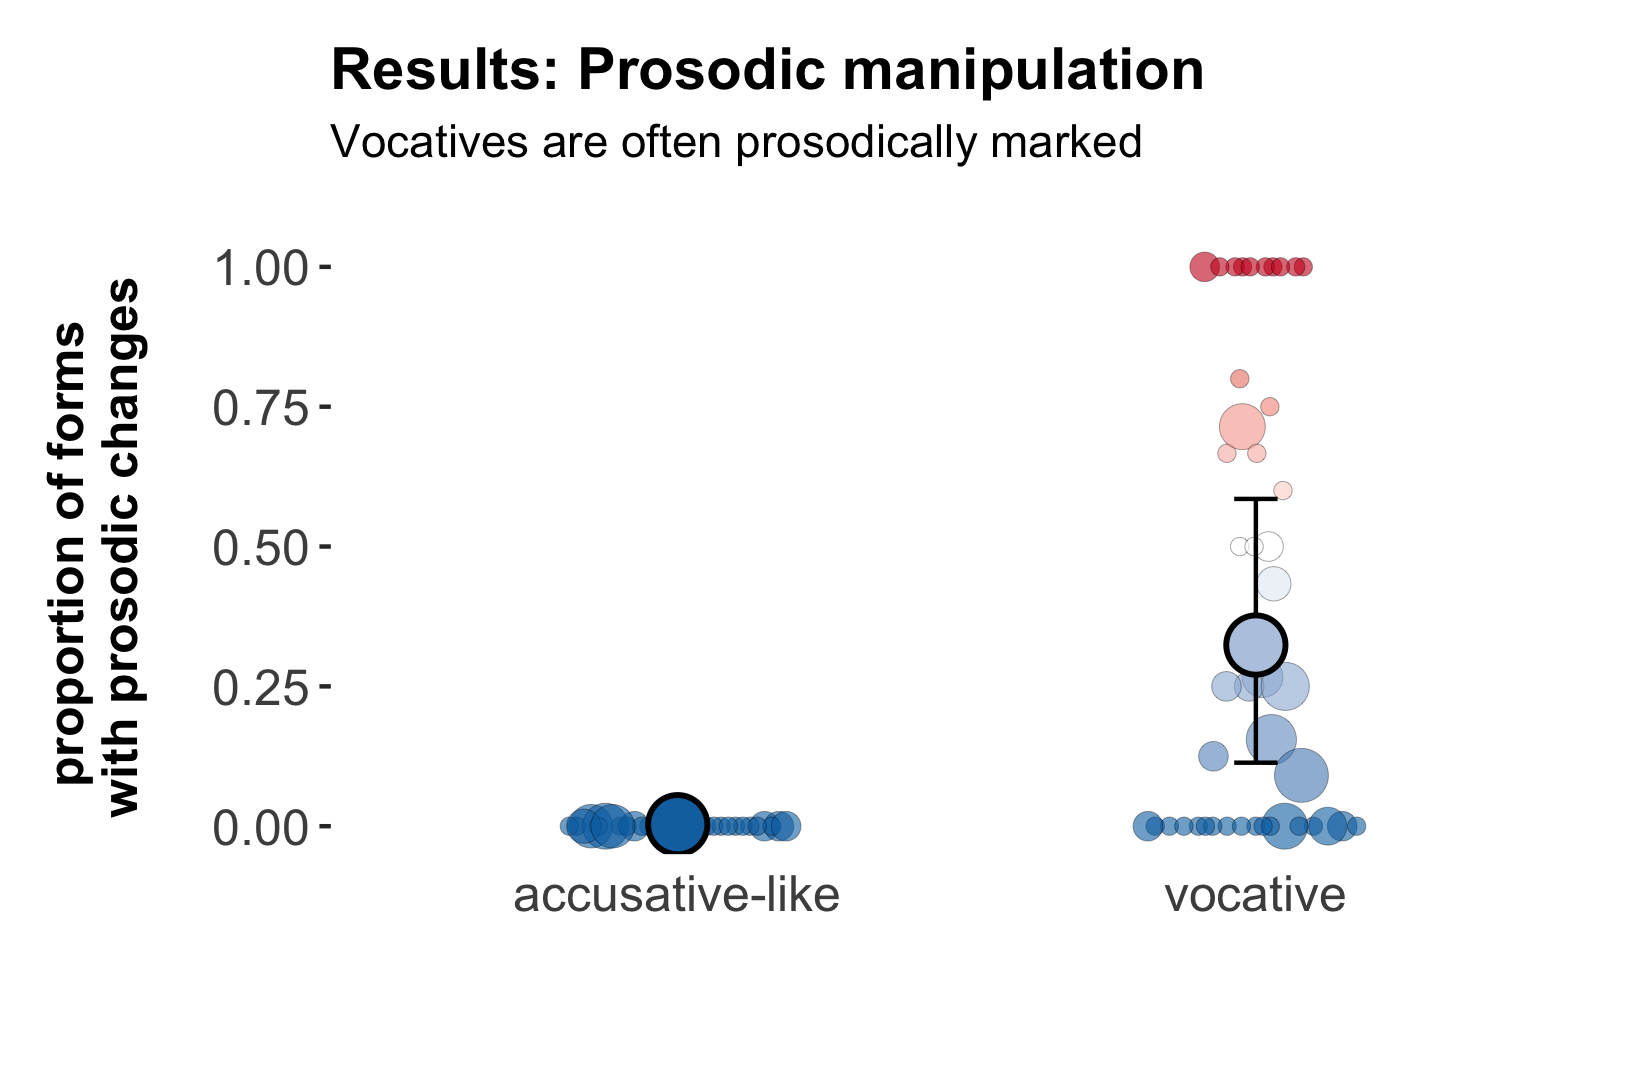 Results: Prosodic manipulation
Vocatives are often prosodically marked
proportion of forms
with prosodic changes
1.00
0.75
0.50
0.25
0.00
accusative-like
vocative